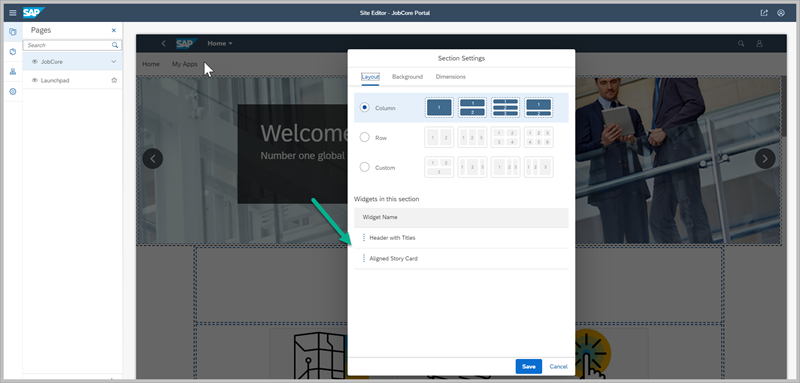 SAP
Site Editor - JobCore Portal
Pages
Search
JobCore
Launchpad
SAP
Home
Home
My Apps
Welcome
Number one global
Section Settings
Layout
Background
Dimensions
Column
1
1
2
1
2
3
1
2
Row
1 2
1 2 3
1 2
3 4
1 2 3
4 5 6
Custom
1 2
3
1 2 3
1 2 3
1 2 3
Widgets in this section
Widget Name
Header with Titles
Aligned Story Card
Save
Cancel